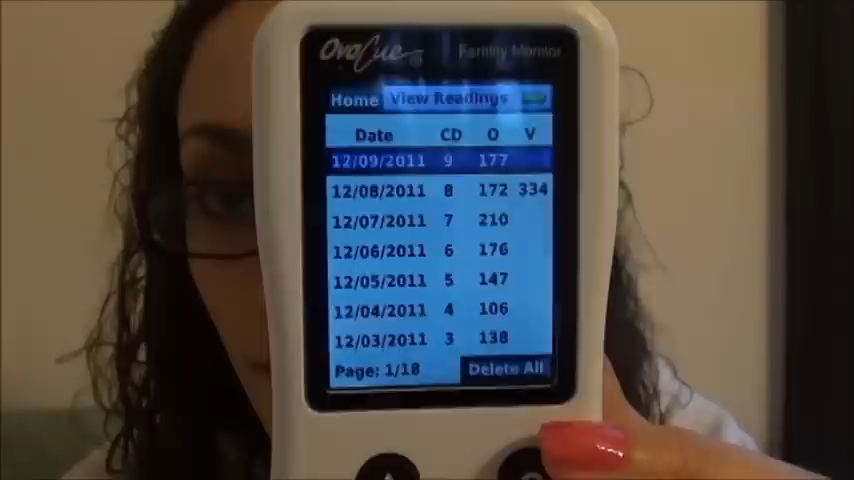 OvaCue Fertility Monitor
Home View Readings
Date CD O V
12/09/2011 9 177
12/08/2011 8 172 334
12/07/2011 7 210
12/06/2011 6 176
12/05/2011 5 147
12/04/2011 4 106
12/03/2011 3 138
Page: 1/18 Delete All